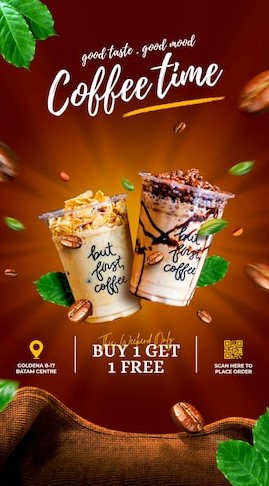 good taste . good mood
Coffee time
but
first,
coffee
but
first,
coffee
This Weekend Only
BUY 1 GET
1 FREE
GOLDENA B-17
BATAM CENTRE
SCAN HERE TO
PLACE ORDER